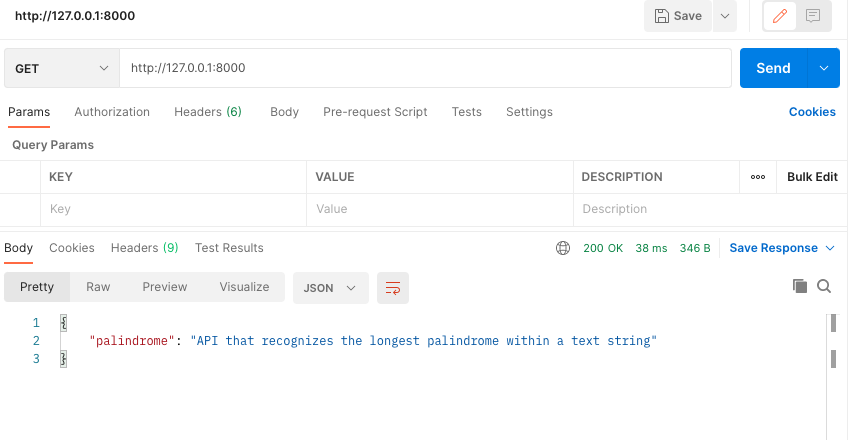 http://127.0.0.1:8000 Save
GET http://127.0.0.1:8000 Send
Params Authorization Headers (6) Body Pre-request Script Tests Settings Cookies
Query Params
KEY VALUE DESCRIPTION ooo Bulk Edit
Key Value Description
Body Cookies Headers (9) Test Results 200 OK 38 ms 346 B Save Response
Pretty Raw Preview Visualize JSON
1 {
2 "palindrome": "API that recognizes the longest palindrome within a text string"
3 }